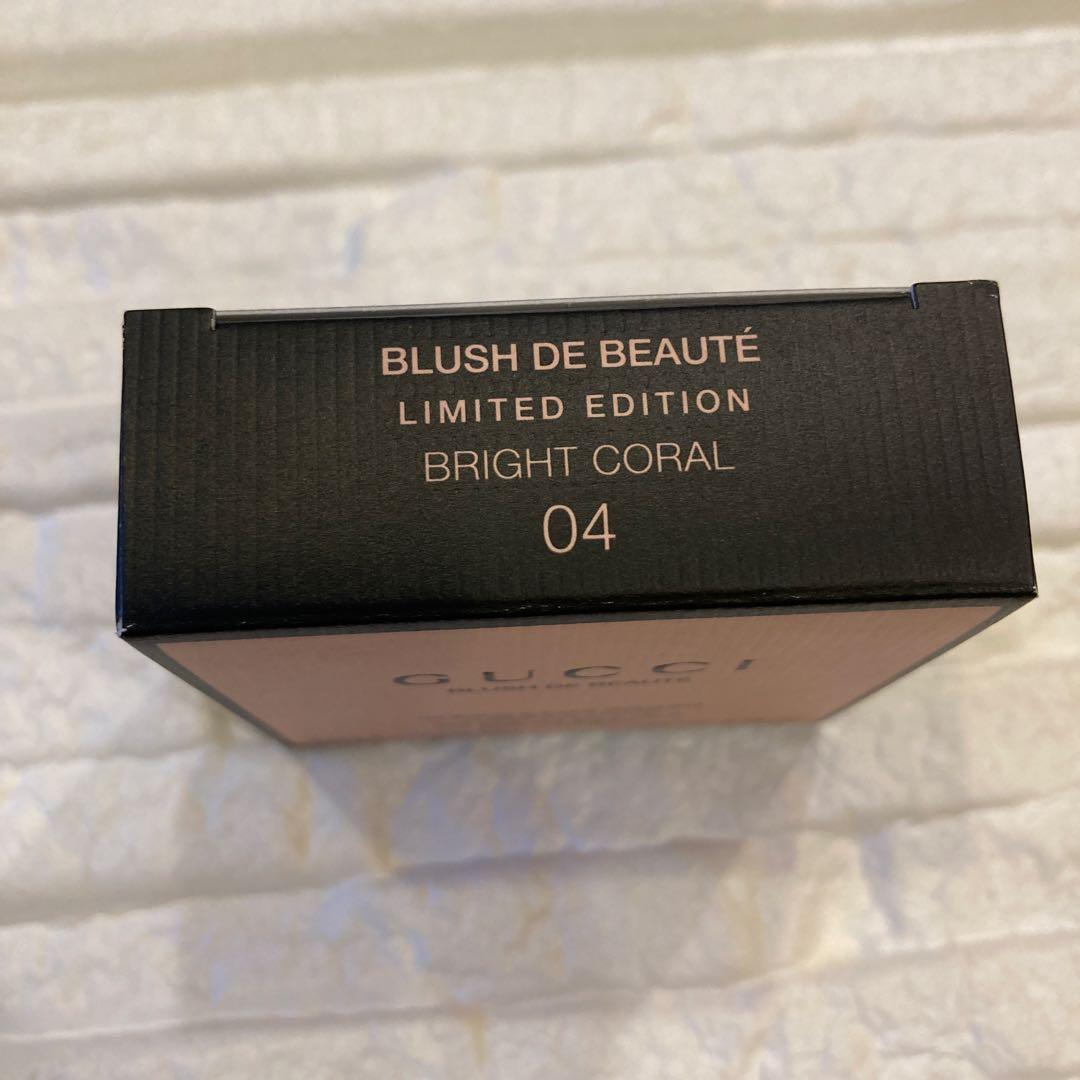 BLUSH DE BEAUTÉ
LIMITED EDITION
BRIGHT CORAL
04
GUCCI
BLUSH DE BEAUTÉ